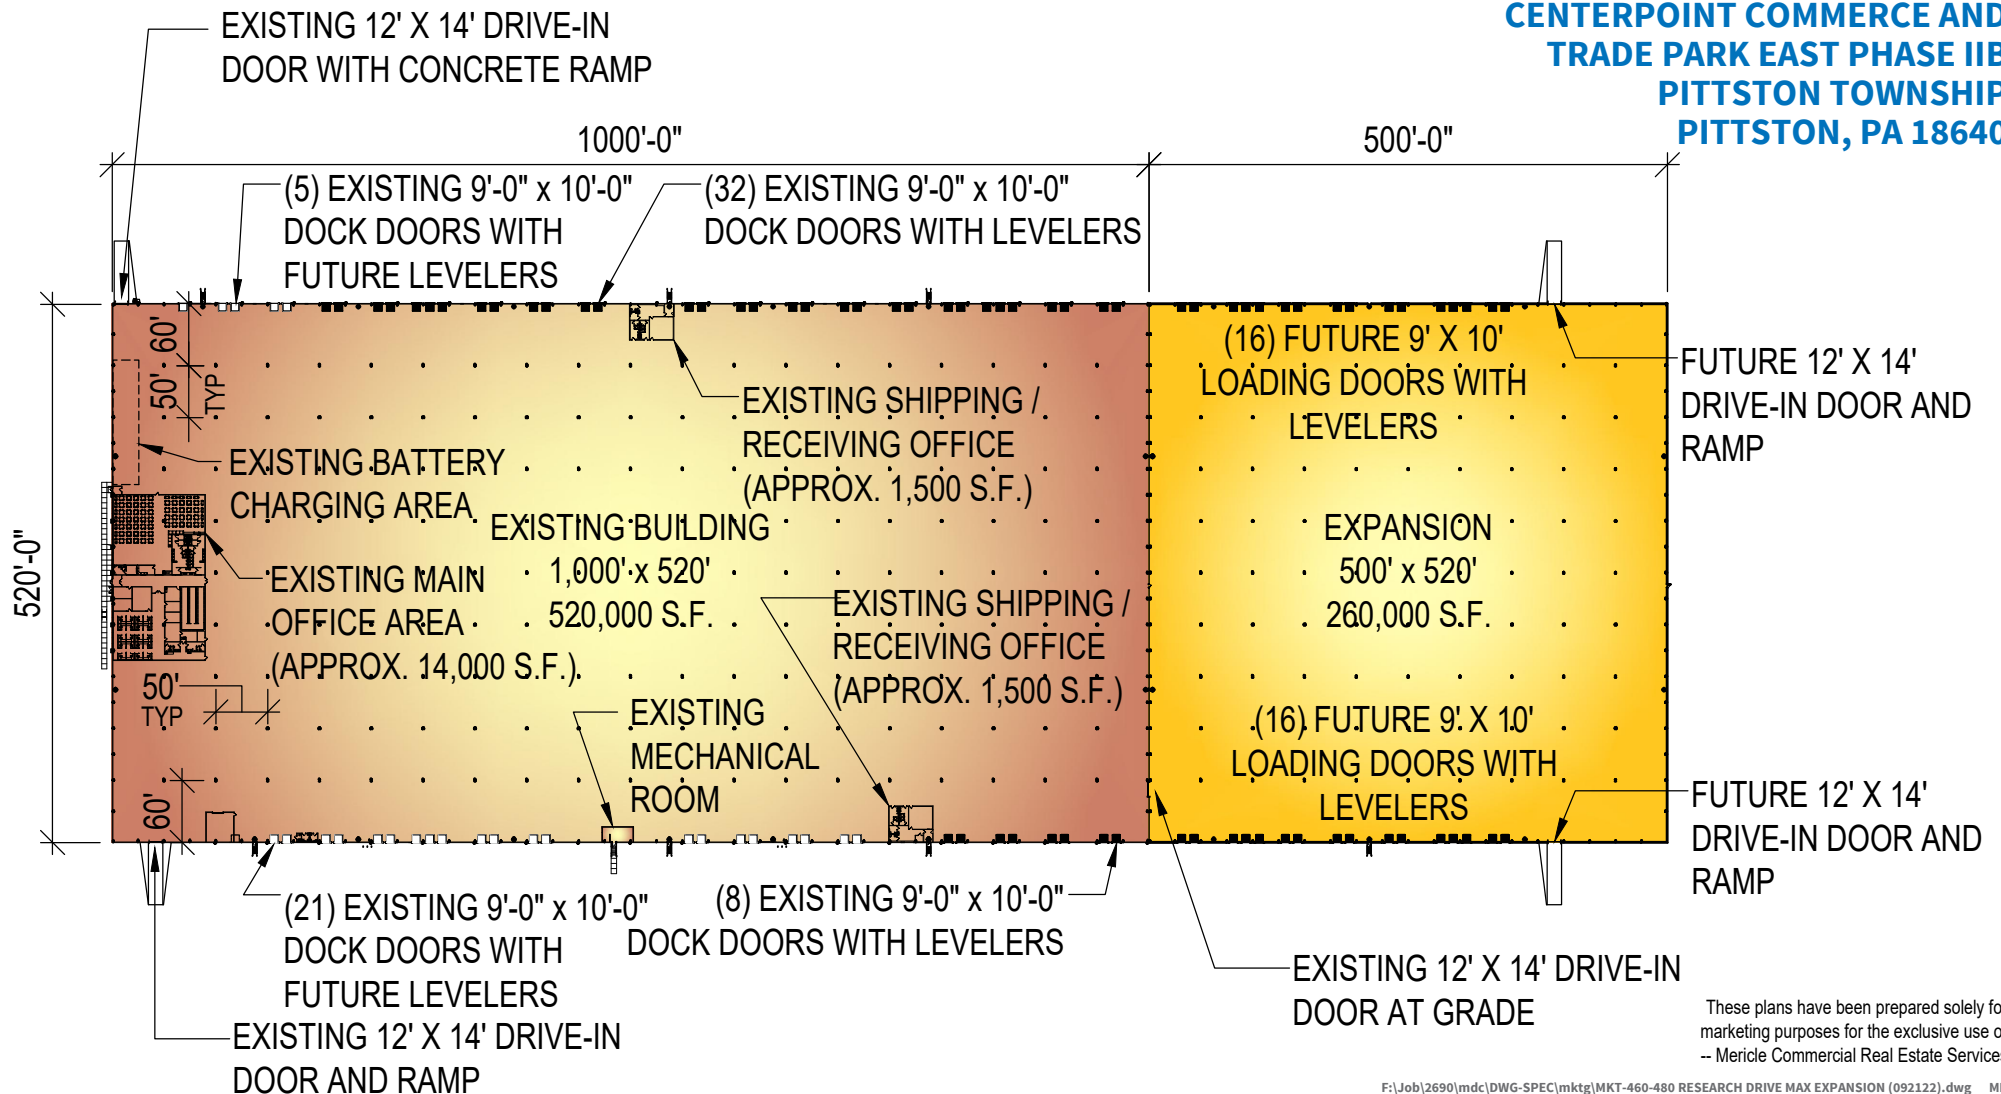 CENTERPOINT COMMERCE AND
TRADE PARK EAST PHASE IIB
PITTSTON TOWNSHIP
PITTSTON, PA 18640
EXISTING 12' X 14' DRIVE-IN
DOOR WITH CONCRETE RAMP
1000'-0"
500'-0"
(5) EXISTING 9'-0" x 10'-0"
DOCK DOORS WITH
FUTURE LEVELERS
(32) EXISTING 9'-0" x 10'-0"
DOCK DOORS WITH LEVELERS
60'
50'
TYP
520'-0"
(16) FUTURE 9' X 10'
LOADING DOORS WITH
LEVELERS
FUTURE 12' X 14'
DRIVE-IN DOOR AND
RAMP
EXISTING SHIPPING /
RECEIVING OFFICE
(APPROX. 1,500 S.F.)
EXISTING BATTERY
CHARGING AREA
EXISTING BUILDING
1,000' x 520'
520,000 S.F.
EXPANSION
500' x 520'
260,000 S.F.
EXISTING MAIN
OFFICE AREA
(APPROX. 14,000 S.F.)
EXISTING SHIPPING /
RECEIVING OFFICE
(APPROX. 1,500 S.F.)
50'
TYP
EXISTING
MECHANICAL
ROOM
60'
(16) FUTURE 9' X 10'
LOADING DOORS WITH
LEVELERS
FUTURE 12' X 14'
DRIVE-IN DOOR AND
RAMP
(21) EXISTING 9'-0" x 10'-0"
DOCK DOORS WITH
FUTURE LEVELERS
(8) EXISTING 9'-0" x 10'-0"
DOCK DOORS WITH LEVELERS
EXISTING 12' X 14' DRIVE-IN
DOOR AT GRADE
EXISTING 12' X 14' DRIVE-IN
DOOR AND RAMP
These plans have been prepared solely fo
marketing purposes for the exclusive use o
-- Mericle Commercial Real Estate Services
F:\Job\2690\mdc\DWG-SPEC\mktg\MKT-460-480 RESEARCH DRIVE MAX EXPANSION (092122).dwg